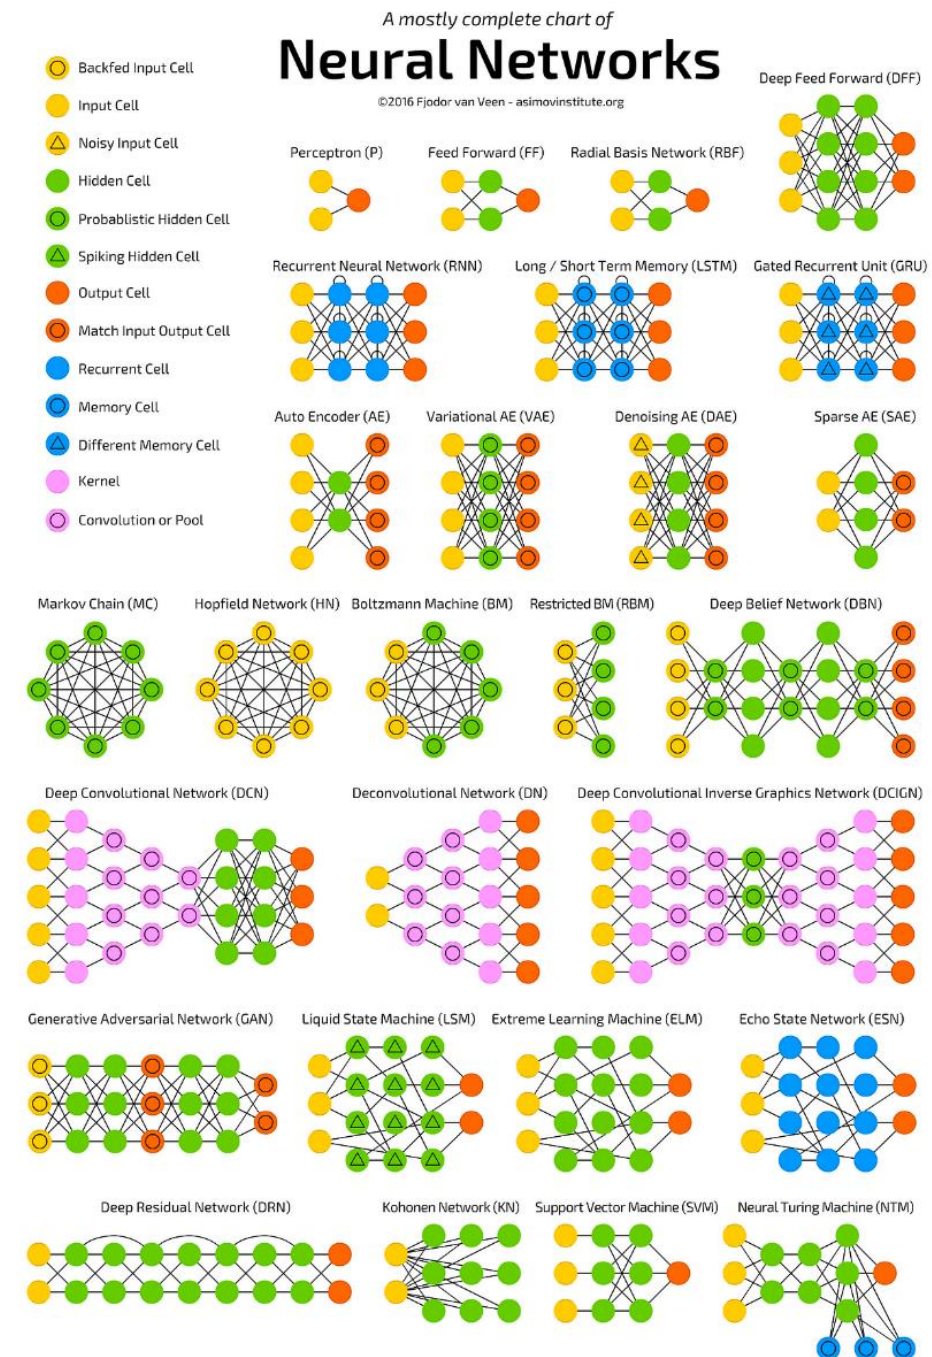 A mostly complete chart of
Neural Networks
©2016 Fjodor van Veen - asimovinstitute.org
Backfed Input Cell
Input Cell
Noisy Input Cell
Hidden Cell
Probablistic Hidden Cell
Spiking Hidden Cell
Output Cell
Match Input Output Cell
Recurrent Cell
Memory Cell
Different Memory Cell
Kernel
Convolution or Pool
Deep Feed Forward (DFF)
Perceptron (P)
Feed Forward (FF)
Radial Basis Network (RBF)
Recurrent Neural Network (RNN)
Long / Short Term Memory (LSTM)
Gated Recurrent Unit (GRU)
Auto Encoder (AE)
Variational AE (VAE)
Denoising AE (DAE)
Sparse AE (SAE)
Markov Chain (MC)
Hopfield Network (HN)
Boltzmann Machine (BM)
Restricted BM (RBM)
Deep Belief Network (DBN)
Deep Convolutional Network (DCN)
Deconvolutional Network (DN)
Deep Convolutional Inverse Graphics Network (DCIGN)
Generative Adversarial Network (GAN)
Liquid State Machine (LSM)
Extreme Learning Machine (ELM)
Echo State Network (ESN)
Deep Residual Network (DRN)
Kohonen Network (KN)
Support Vector Machine (SVM)
Neural Turing Machine (NTM)